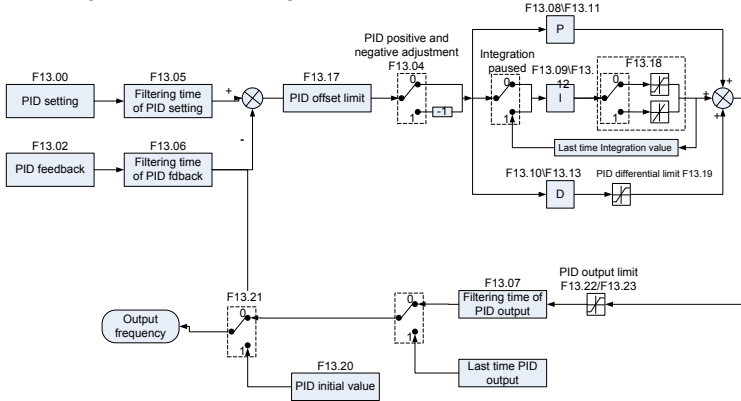 F13.08\F13.11
P
PID positive and
negative adjustment
F13.04
Integration
paused
F13.09\F13.
12
F13.18
F13.00
PID setting
F13.05
Filtering time
of PID setting
+
F13.17
PID offset limit
0
1
-1
0
1
I
0
1
+
+
+
-
Last time Integration value
F13.02
PID feedback
F13.06
Filtering time
of PID fdback
F13.10\F13.13
D
PID differential limit F13.19
F13.21
0
1
Output
frequency
0
1
F13.07
Filtering time of
PID output
PID output limit
F13.22/F13.23
F13.20
PID initial value
Last time PID
output